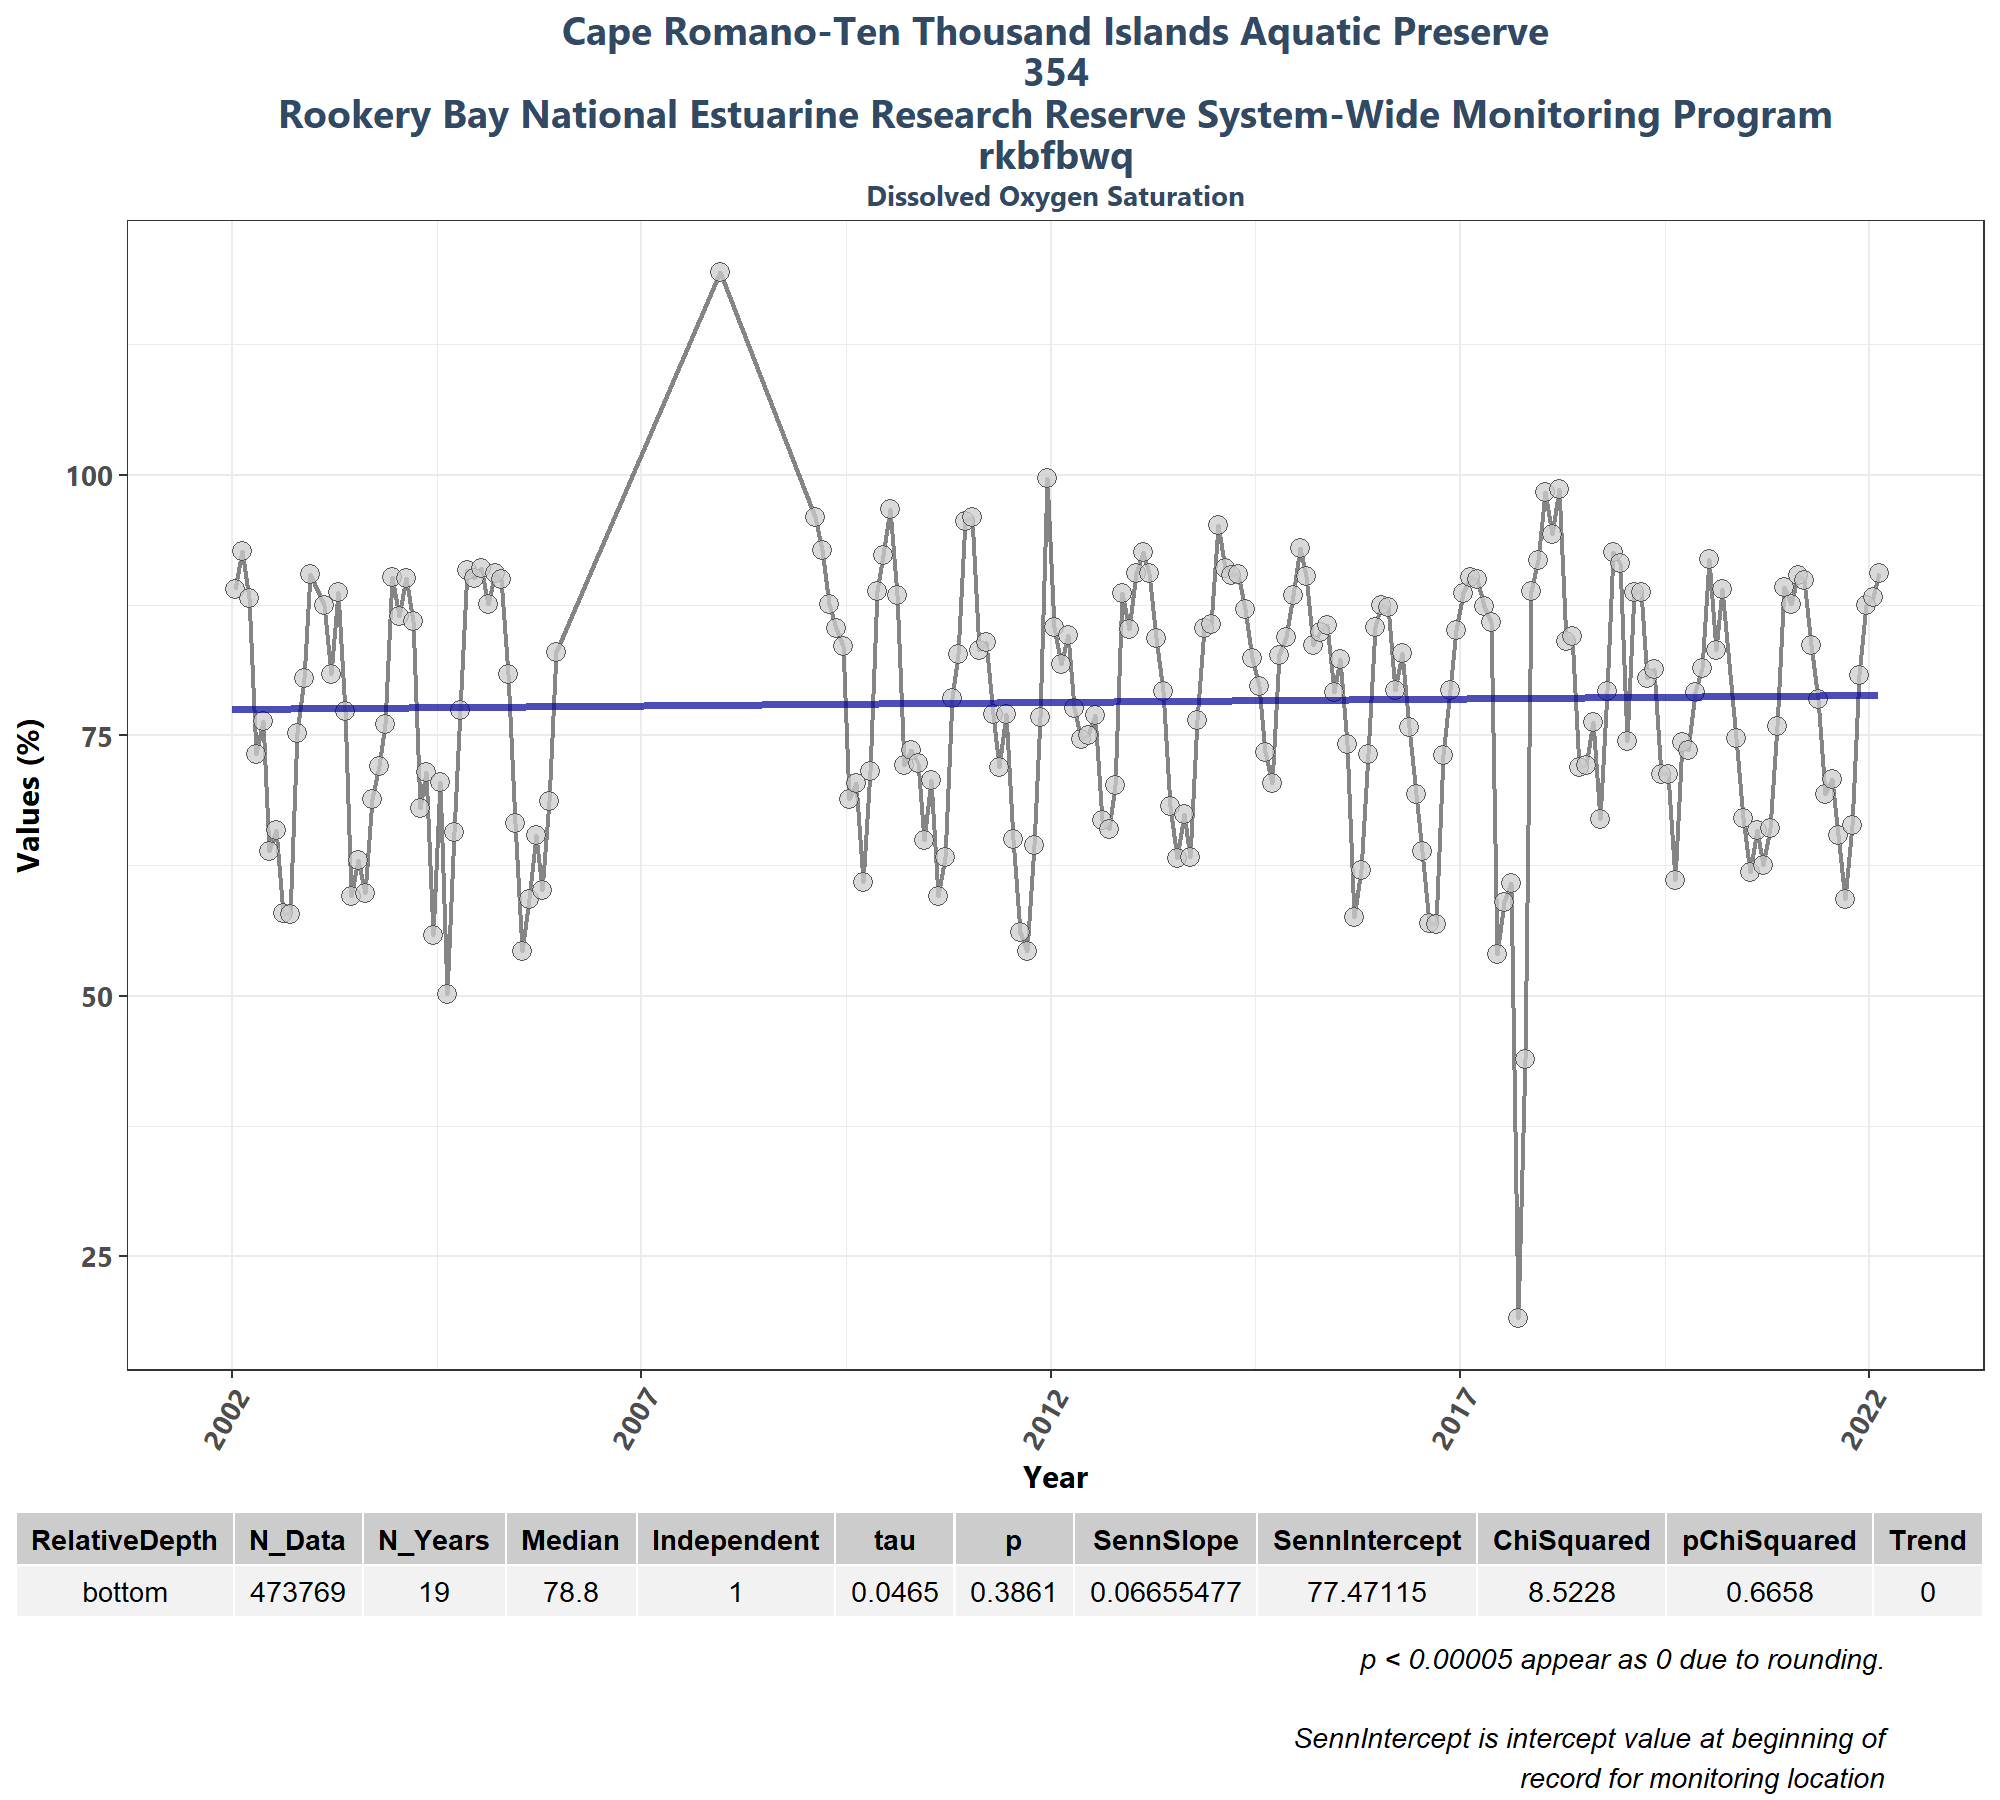 Cape Romano-Ten Thousand Islands Aquatic Preserve
354
Rookery Bay National Estuarine Research Reserve System-Wide Monitoring Program
rkbfbwq
Dissolved Oxygen Saturation
Values (%)
100
75
50
25
2002
2007
2012
2017
2022
Year
RelativeDepth N_Data N_Years Median Independent tau p SennSlope SennIntercept ChiSquared pChiSquared Trend
bottom 473769 19 78.8 1 0.0465 0.3861 0.06655477 77.47115 8.5228 0.6658 0
p < 0.00005 appear as 0 due to rounding.
SennIntercept is intercept value at beginning of
record for monitoring location